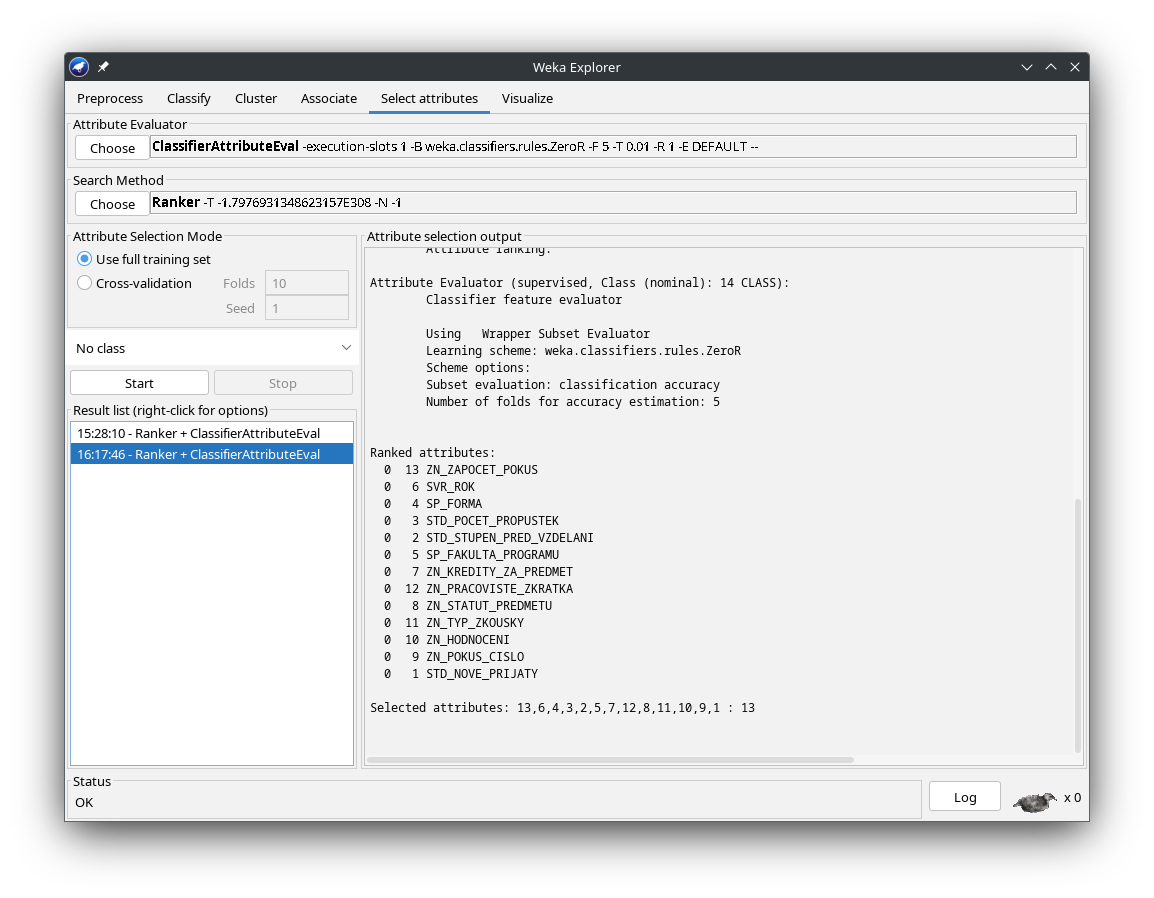 Weka Explorer
Preprocess Classify Cluster Associate Select attributes Visualize
Attribute Evaluator
Choose ClassifierAttributeEval -execution-slots 1 -B weka.classifiers.rules.ZeroR -F 5 -T 0.01 -R 1 -E DEFAULT --
Search Method
Choose Ranker -T -1.7976931348623157E308 -N -1
Attribute Selection Mode
Use full training set
Cross-validation Folds 10
Seed 1
No class
Start Stop
Result list (right-click for options)
15:28:10 - Ranker + ClassifierAttributeEval
16:17:46 - Ranker + ClassifierAttributeEval
Attribute selection output
Attribute ranking.
Attribute Evaluator (supervised, Class (nominal): 14 CLASS):
Classifier feature evaluator
Using Wrapper Subset Evaluator
Learning scheme: weka.classifiers.rules.ZeroR
Scheme options:
Subset evaluation: classification accuracy
Number of folds for accuracy estimation: 5
Ranked attributes:
0 13 ZN_ZAPOCET_POKUS
0 6 SVR_ROK
0 4 SP_FORMA
0 3 STD_POCET_PROPUSTEK
0 2 STD_STUPEN_PRED_VZDELANI
0 5 SP_FAKULTA_PROGRAMU
0 7 ZN_KREDITY_ZA_PREDMET
0 12 ZN_PRACOVISTE_ZKRATKA
0 8 ZN_STATUT_PREDMETU
0 11 ZN_TYP_ZKOUSKY
0 10 ZN_HODNOCENI
0 9 ZN_POKUS_CISLO
0 1 STD_NOVE_PRIJATY
Selected attributes: 13,6,4,3,2,5,7,12,8,11,10,9,1 : 13
Status
OK
Log
x 0